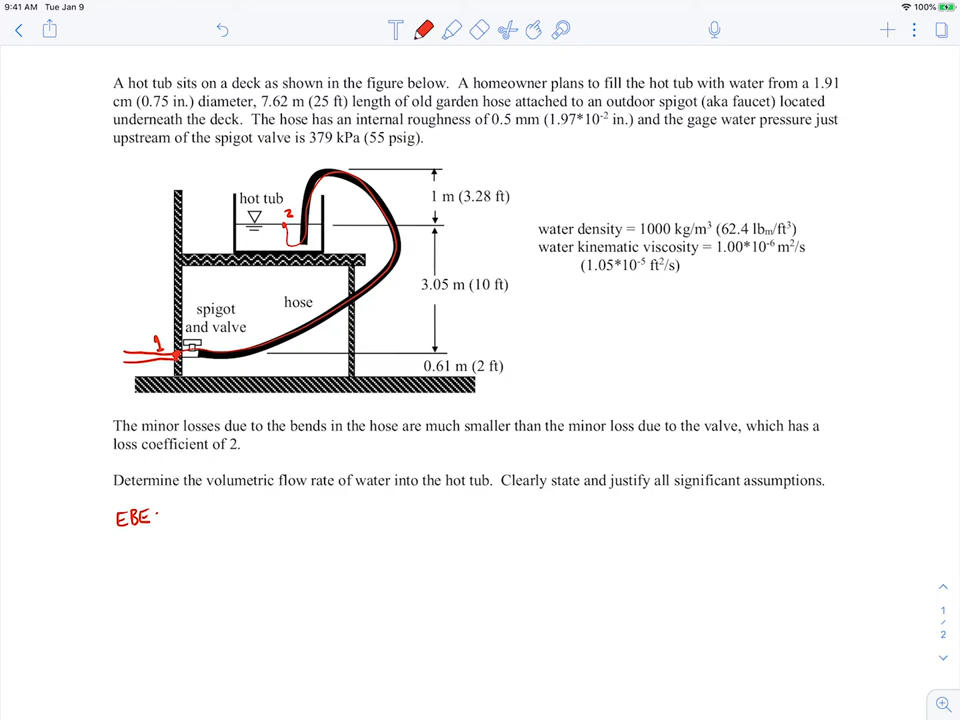 9:41 AM Tue Jan 9
100%
A hot tub sits on a deck as shown in the figure below. A homeowner plans to fill the hot tub with water from a 1.91
cm (0.75 in.) diameter, 7.62 m (25 ft) length of old garden hose attached to an outdoor spigot (aka faucet) located
underneath the deck. The hose has an internal roughness of 0.5 mm (1.97*10⁻² in.) and the gage water pressure just
upstream of the spigot valve is 379 kPa (55 psig).
hot tub
2
1 m (3.28 ft)
water density = 1000 kg/m³ (62.4 lbₘ/ft³)
water kinematic viscosity = 1.00*10⁻⁶ m²/s
(1.05*10⁻⁵ ft²/s)
3.05 m (10 ft)
hose
spigot
and valve
1
0.61 m (2 ft)
The minor losses due to the bends in the hose are much smaller than the minor loss due to the valve, which has a
loss coefficient of 2.
Determine the volumetric flow rate of water into the hot tub. Clearly state and justify all significant assumptions.
EBE
1
/
2